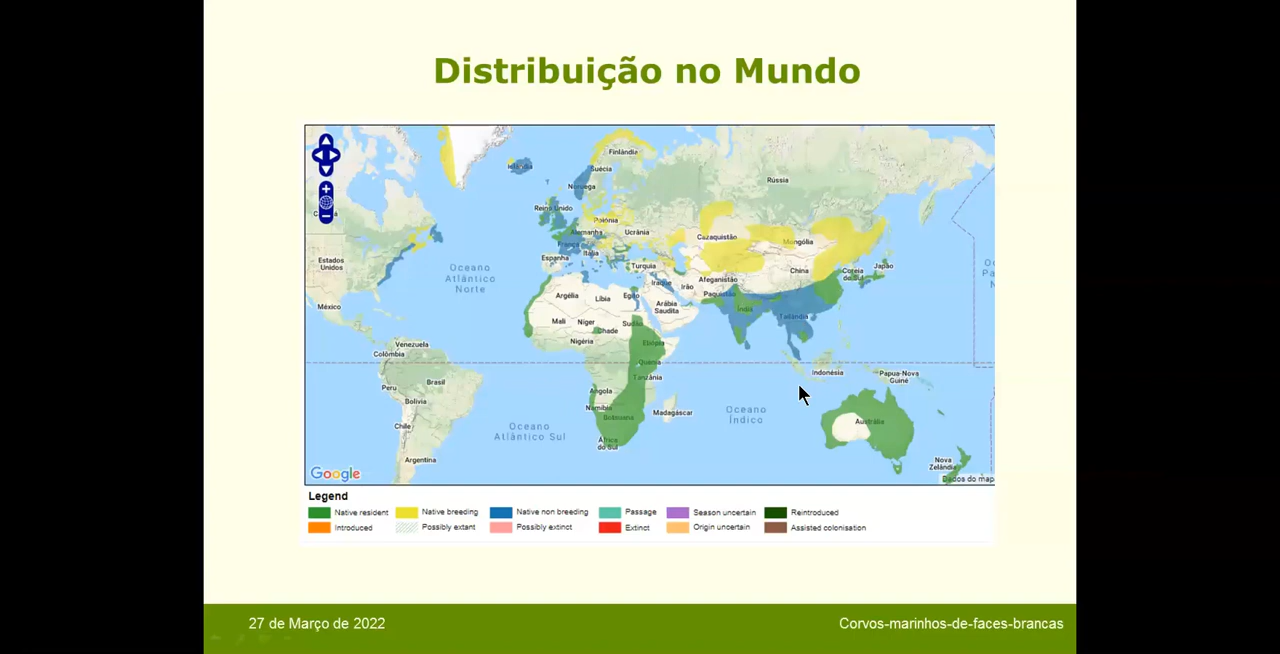 Distribuição no Mundo
Islândia
Finlândia
Suécia
Noruega
Rússia
Reino Unido
Polónia
Alemanha
Ucrânia
França
Itália
Espanha
Turquia
Cazaquistão
Mongólia
China
Coreia do Sul
Japão
Afeganistão
Paquistão
Iraque
Irão
Estados Unidos
Oceano Atlântico Norte
México
Argélia
Líbia
Egito
Arábia Saudita
Índia
Tailândia
Mali
Níger
Chade
Sudão
Nigéria
Etiópia
Venezuela
Colômbia
Quénia
Tanzânia
Indonésia
Papua-Nova Guiné
Peru
Brasil
Bolívia
Angola
Namíbia
Botsuana
Madagáscar
Oceano Índico
Austrália
Chile
Oceano Atlântico Sul
África do Sul
Argentina
Nova Zelândia
Google
Dados do map
Legend
Native resident
Native breeding
Native non breeding
Passage
Season uncertain
Reintroduced
Introduced
Possibly extant
Possibly extinct
Extinct
Origin uncertain
Assisted colonisation
27 de Março de 2022
Corvos-marinhos-de-faces-brancas